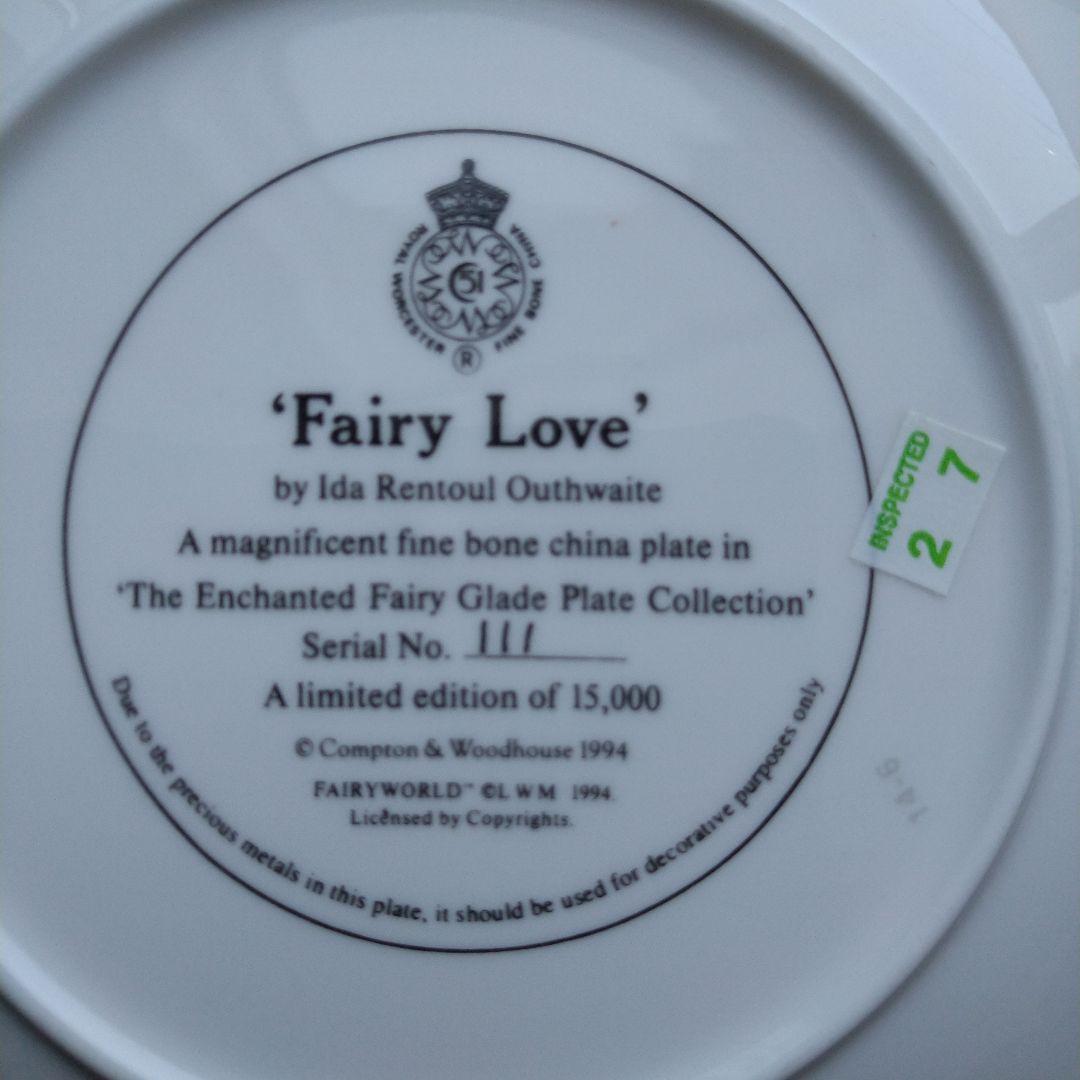 ROYAL WORCESTER FINE BONE CHINA
51
®
‘Fairy Love’
by Ida Rentoul Outhwaite
A magnificent fine bone china plate in
‘The Enchanted Fairy Glade Plate Collection’
Serial No. 111
A limited edition of 15,000
© Compton & Woodhouse 1994
FAIRYWORLD™ ©L W M 1994.
Licensed by Copyrights.
Due to the precious metals in this plate, it should be used for decorative purposes only
INSPECTED
2 7
14-6